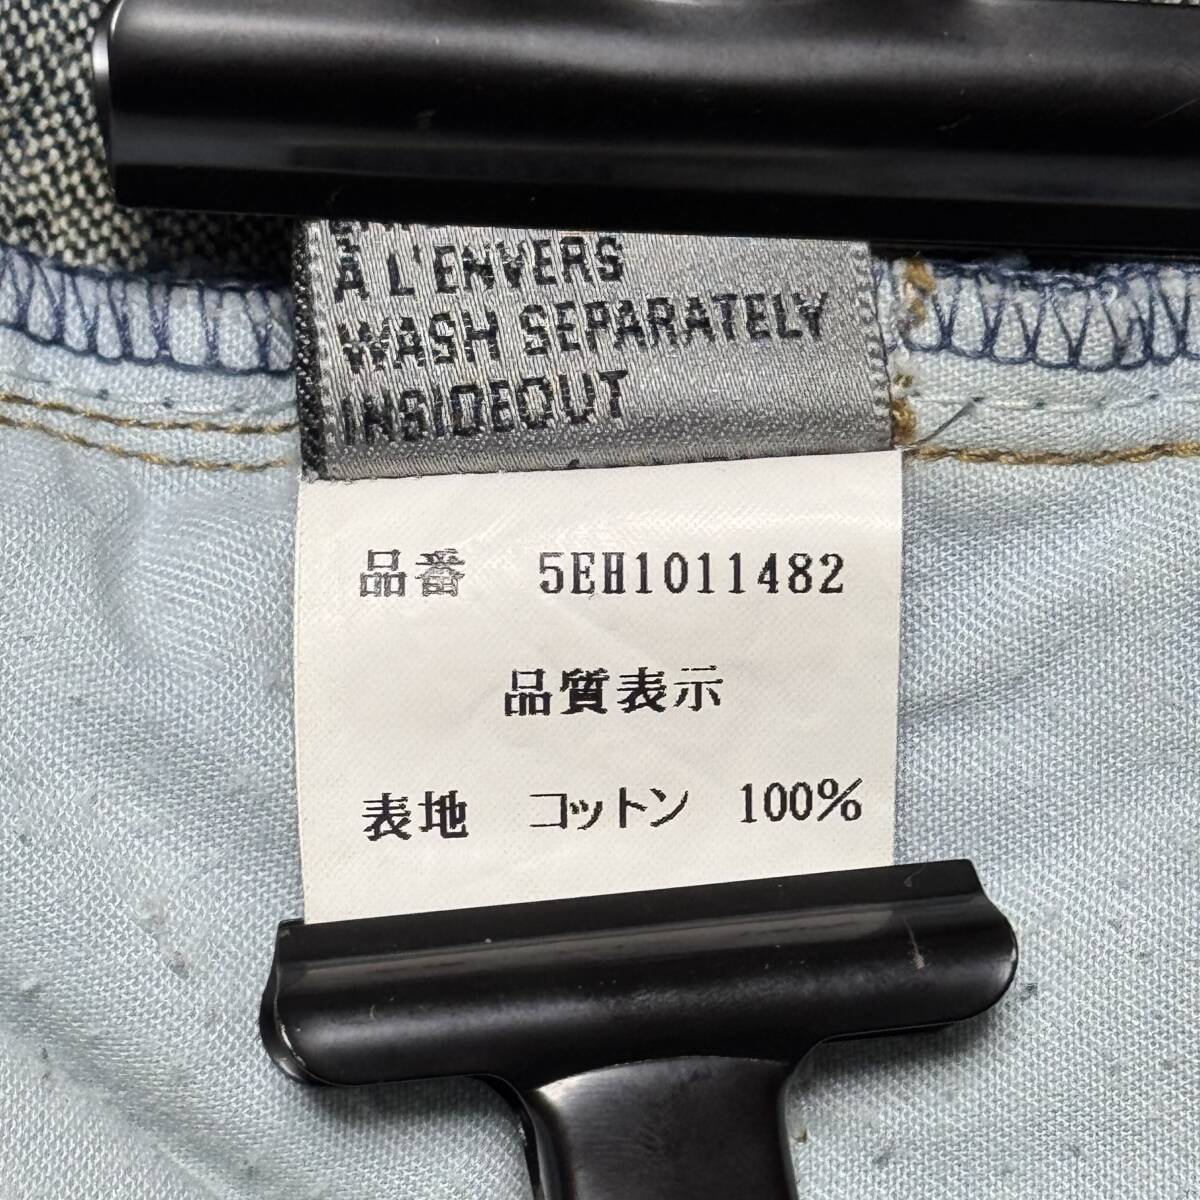 À L'ENVERS
WASH SEPARATELY
INSIDEOUT
品番 5EH1011482
品質表示
表地 コットン 100%